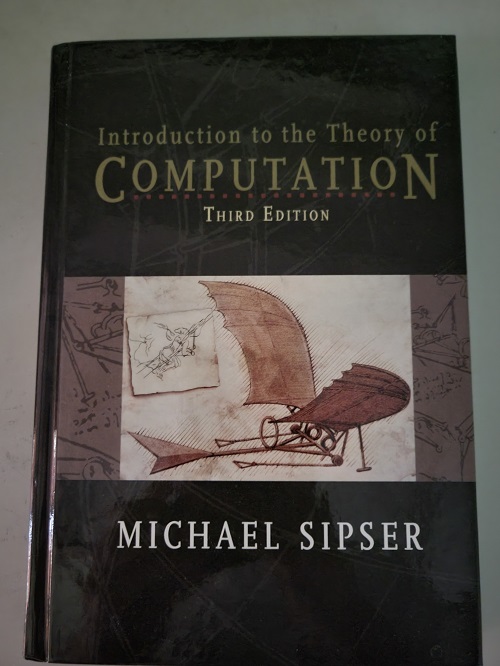 Introduction to the Theory of
COMPUTATION
THIRD EDITION
MICHAEL SIPSER